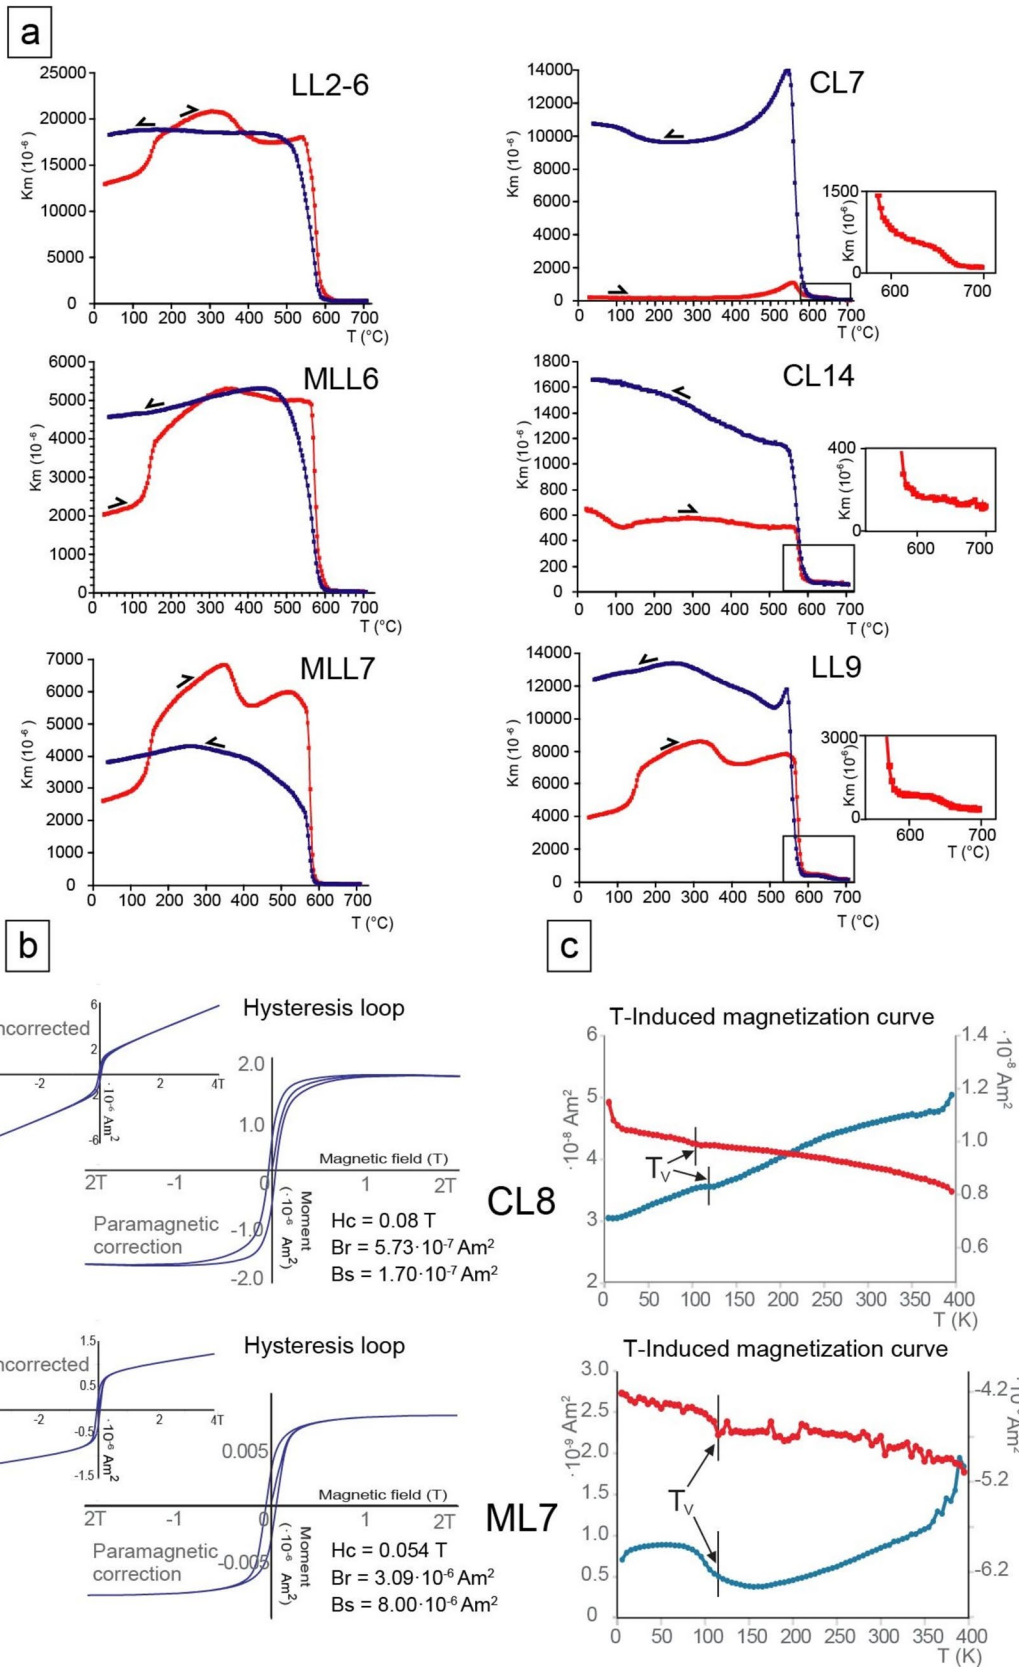 a
LL2-6
25000
20000
15000
10000
5000
0
Km (10⁻⁶)
0 100 200 300 400 500 600 700
T (°C)
CL7
14000
12000
10000
8000
6000
4000
2000
0
Km (10⁻⁶)
0 100 200 300 400 500 600 700
T (°C)
1500
0
Km (10⁶)
600 700
MLL6
6000
5000
4000
3000
2000
1000
0
Km (10⁻⁶)
0 100 200 300 400 500 600 700
T (°C)
CL14
1800
1600
1400
1200
1000
800
600
400
200
0
Km (10⁻⁶)
0 100 200 300 400 500 600 700
T (°C)
400
0
Km (10⁶)
600 700
MLL7
7000
6000
5000
4000
3000
2000
1000
0
Km (10⁻⁶)
0 100 200 300 400 500 600 700
T (°C)
LL9
14000
12000
10000
8000
6000
4000
2000
0
Km (10⁻⁶)
0 100 200 300 400 500 600 700
T (°C)
3000
0
Km (10⁶)
600 700
T (°C)
b
Hysteresis loop
ncorrected
6
2
-6
-2 2 4T
·10⁻⁶ Am²
2.0
1.0
-1.0
-2.0
Magnetic field (T)
2T -1 0 1 2T
Moment
(·10⁻⁶ Am²)
Paramagnetic
correction
Hc = 0.08 T
Br = 5.73·10⁻⁷ Am²
Bs = 1.70·10⁻⁷ Am²
CL8
Hysteresis loop
ncorrected
1.5
0.5
-0.5
-1.5
-2 2 4T
·10⁻⁶ Am²
0.005
-0.005
Magnetic field (T)
2T -1 0 1 2T
Moment
(·10⁻⁶ Am²)
Paramagnetic
correction
Hc = 0.054 T
Br = 3.09·10⁻⁶ Am²
Bs = 8.00·10⁻⁶ Am²
ML7
c
T-Induced magnetization curve
6
5
4
3
2
·10⁻⁸ Am²
1.4
1.2
1.0
0.8
0.6
·10⁻⁸ Am²
Tv
0 50 100 150 200 250 300 350 400
T (K)
T-Induced magnetization curve
3.0
2.5
2.0
1.5
1.0
0.5
0
·10⁻⁹ Am²
-4.2
-5.2
-6.2
Tv
0 50 100 150 200 250 300 350 400
T (K)